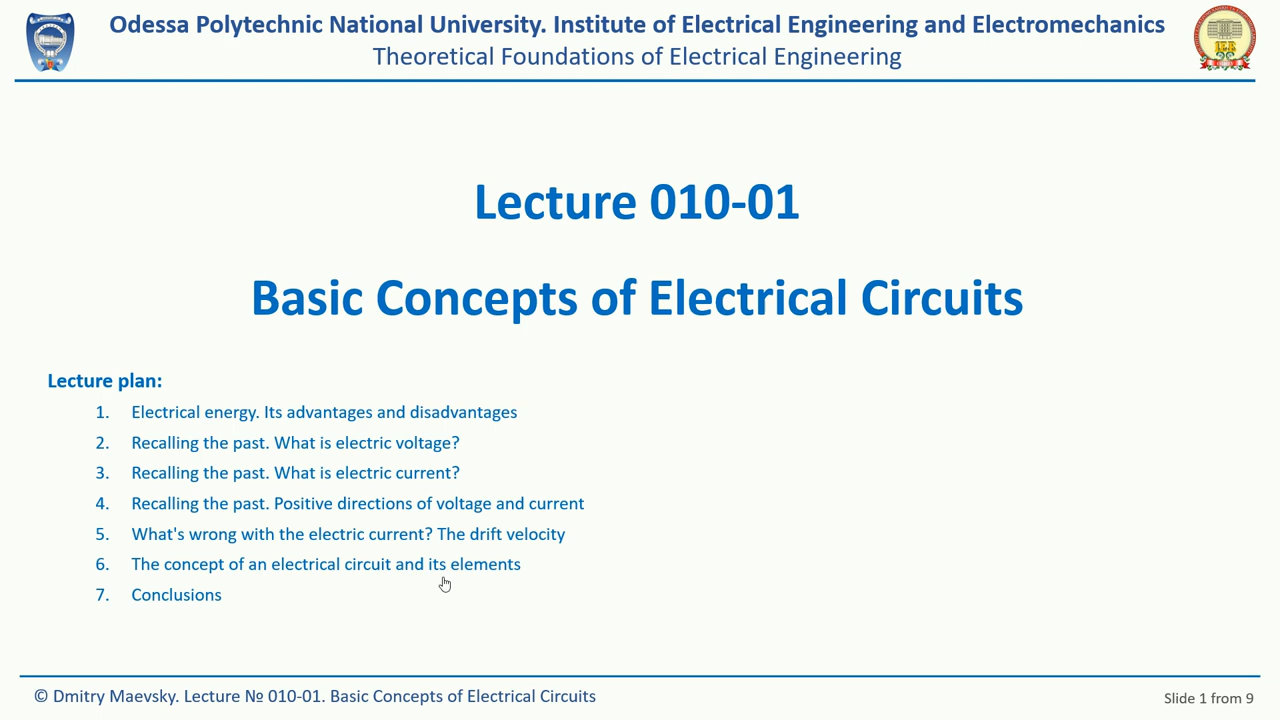 Odessa Polytechnic National University. Institute of Electrical Engineering and Electromechanics
Theoretical Foundations of Electrical Engineering
Lecture 010-01
Basic Concepts of Electrical Circuits
Lecture plan:
1. Electrical energy. Its advantages and disadvantages
2. Recalling the past. What is electric voltage?
3. Recalling the past. What is electric current?
4. Recalling the past. Positive directions of voltage and current
5. What's wrong with the electric current? The drift velocity
6. The concept of an electrical circuit and its elements
7. Conclusions
© Dmitry Maevsky. Lecture № 010-01. Basic Concepts of Electrical Circuits
Slide 1 from 9